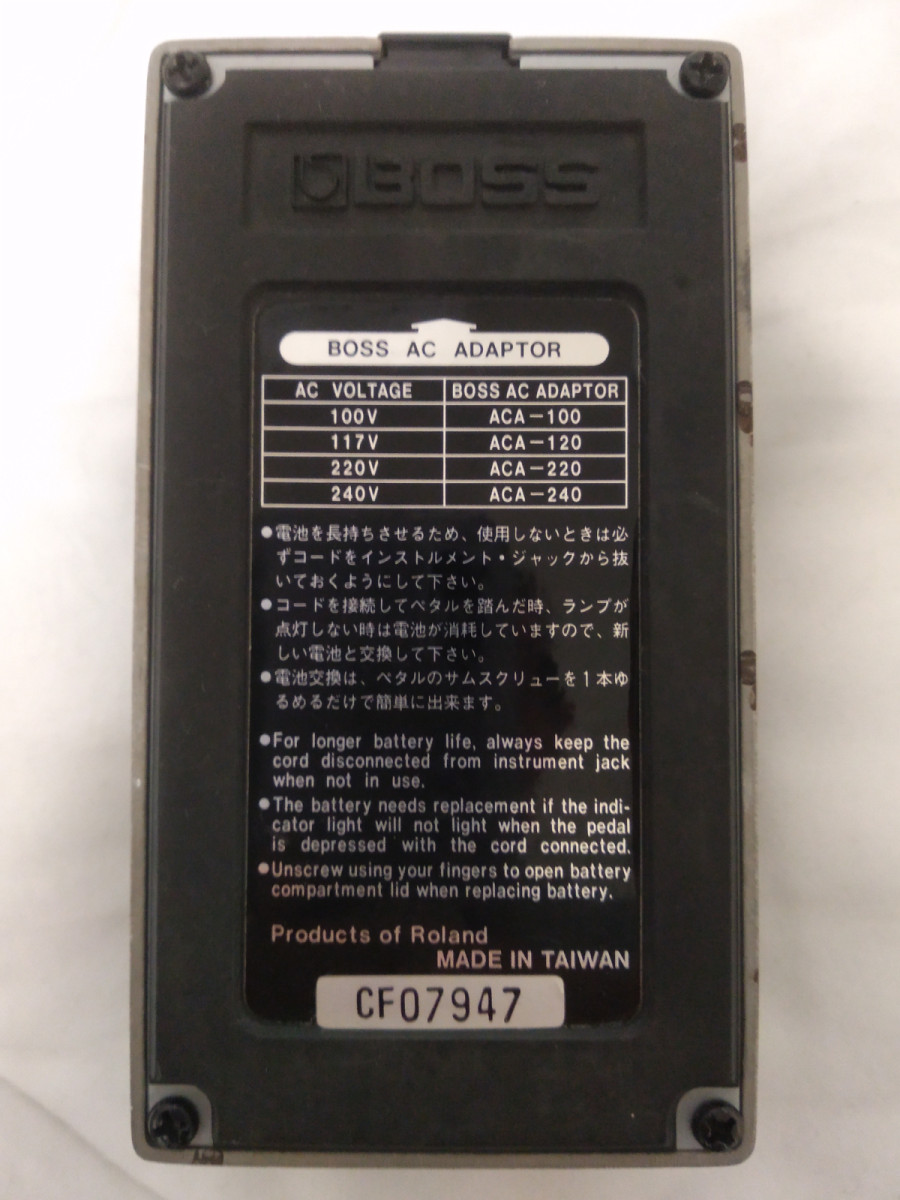 BOSS
BOSS AC ADAPTOR
AC VOLTAGE BOSS AC ADAPTOR
100V ACA-100
117V ACA-120
220V ACA-220
240V ACA-240
●電池を長持ちさせるため、使用しないときは必
ずコードをインストルメント・ジャックから抜
いておくようにして下さい。
●コードを接続してペタルを踏んだ時、ランプが
点灯しない時は電池が消耗していますので、新
しい電池と交換して下さい。
●電池交換は、ペタルのサムスクリューを1本ゆ
るめるだけで簡単に出来ます。
●For longer battery life, always keep the
cord disconnected from instrument jack
when not in use.
●The battery needs replacement if the indi-
cator light will not light when the pedal
is depressed with the cord connected.
●Unscrew using your fingers to open battery
compartment lid when replacing battery.
Products of Roland
MADE IN TAIWAN
CF07947